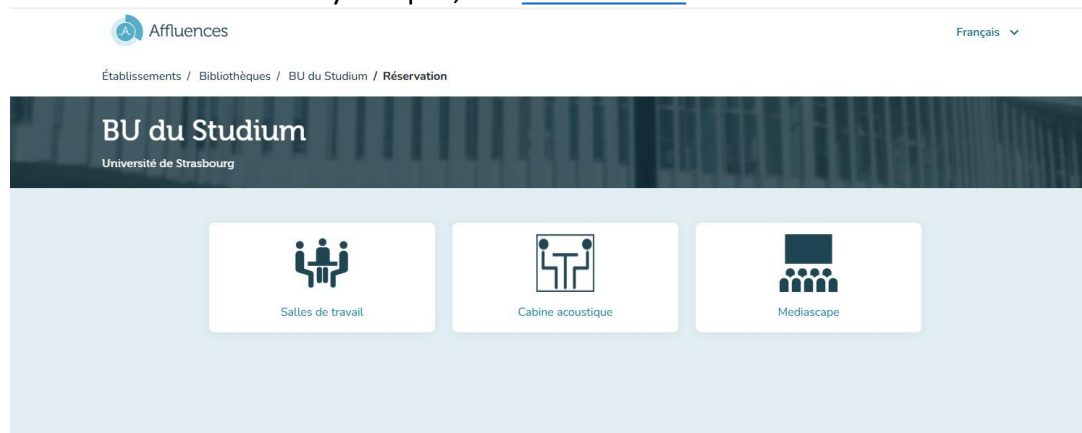 Affluences
Français
Établissements / Bibliothèques / BU du Studium / Réservation
BU du Studium
Université de Strasbourg
Salles de travail
Cabine acoustique
Mediascape